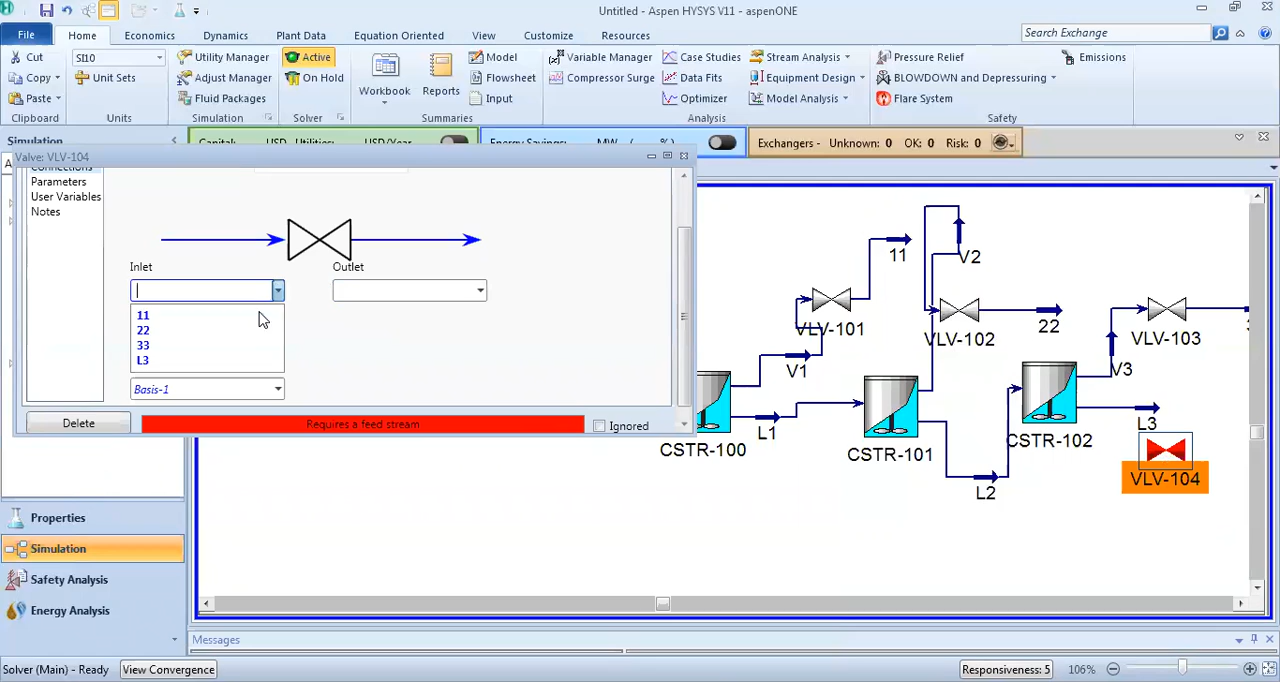 Untitled - Aspen HYSYS V11 - aspenONE
File Home Economics Dynamics Plant Data Equation Oriented View Customize Resources Search Exchange
Cut SI10 Utility Manager Active Model Variable Manager Case Studies Stream Analysis Pressure Relief Emissions
Copy Unit Sets Adjust Manager On Hold Workbook Reports Flowsheet Compressor Surge Data Fits Equipment Design BLOWDOWN and Depressuring
Paste Fluid Packages Input Optimizer Model Analysis Flare System
Clipboard Units Simulation Solver Summaries Analysis Safety
Simulation Capital: USD Utilities: USD/Year Energy Savings: MW ( %) Exchangers - Unknown: 0 OK: 0 Risk: 0
Valve: VLV-104
Connections
Parameters
User Variables
Notes
Inlet Outlet
11
22
33
L3
Basis-1
Delete Requires a feed stream Ignored
11 V2
VLV-101 22 VLV-102 VLV-103
V1 V3
L1 L3
CSTR-100 CSTR-101 CSTR-102
VLV-104
L2
Properties
Simulation
Safety Analysis
Energy Analysis
Messages
Solver (Main) - Ready View Convergence Responsiveness: 5 106%